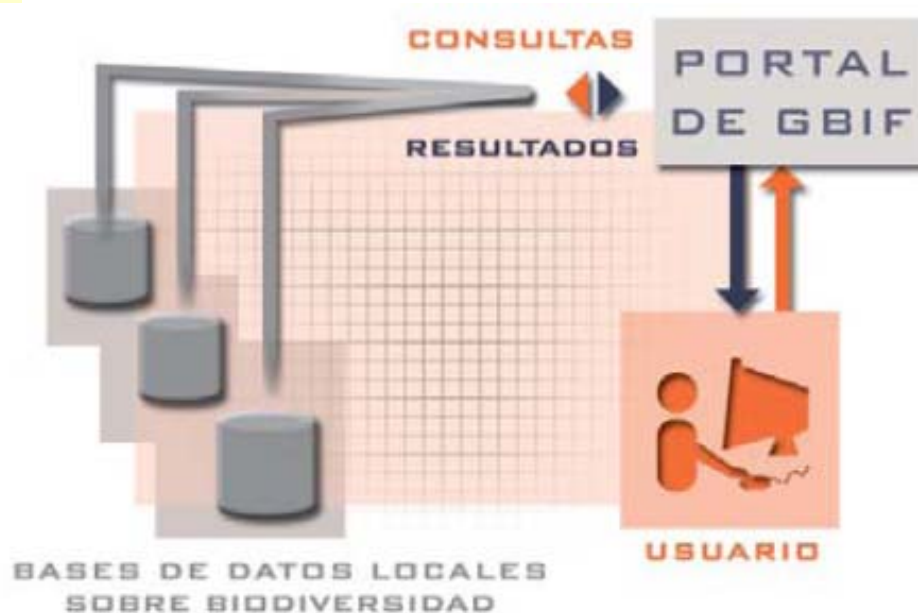 CONSULTAS
RESULTADOS
PORTAL
DE GBIF
USUARIO
BASES DE DATOS LOCALES
SOBRE BIODIVERSIDAD